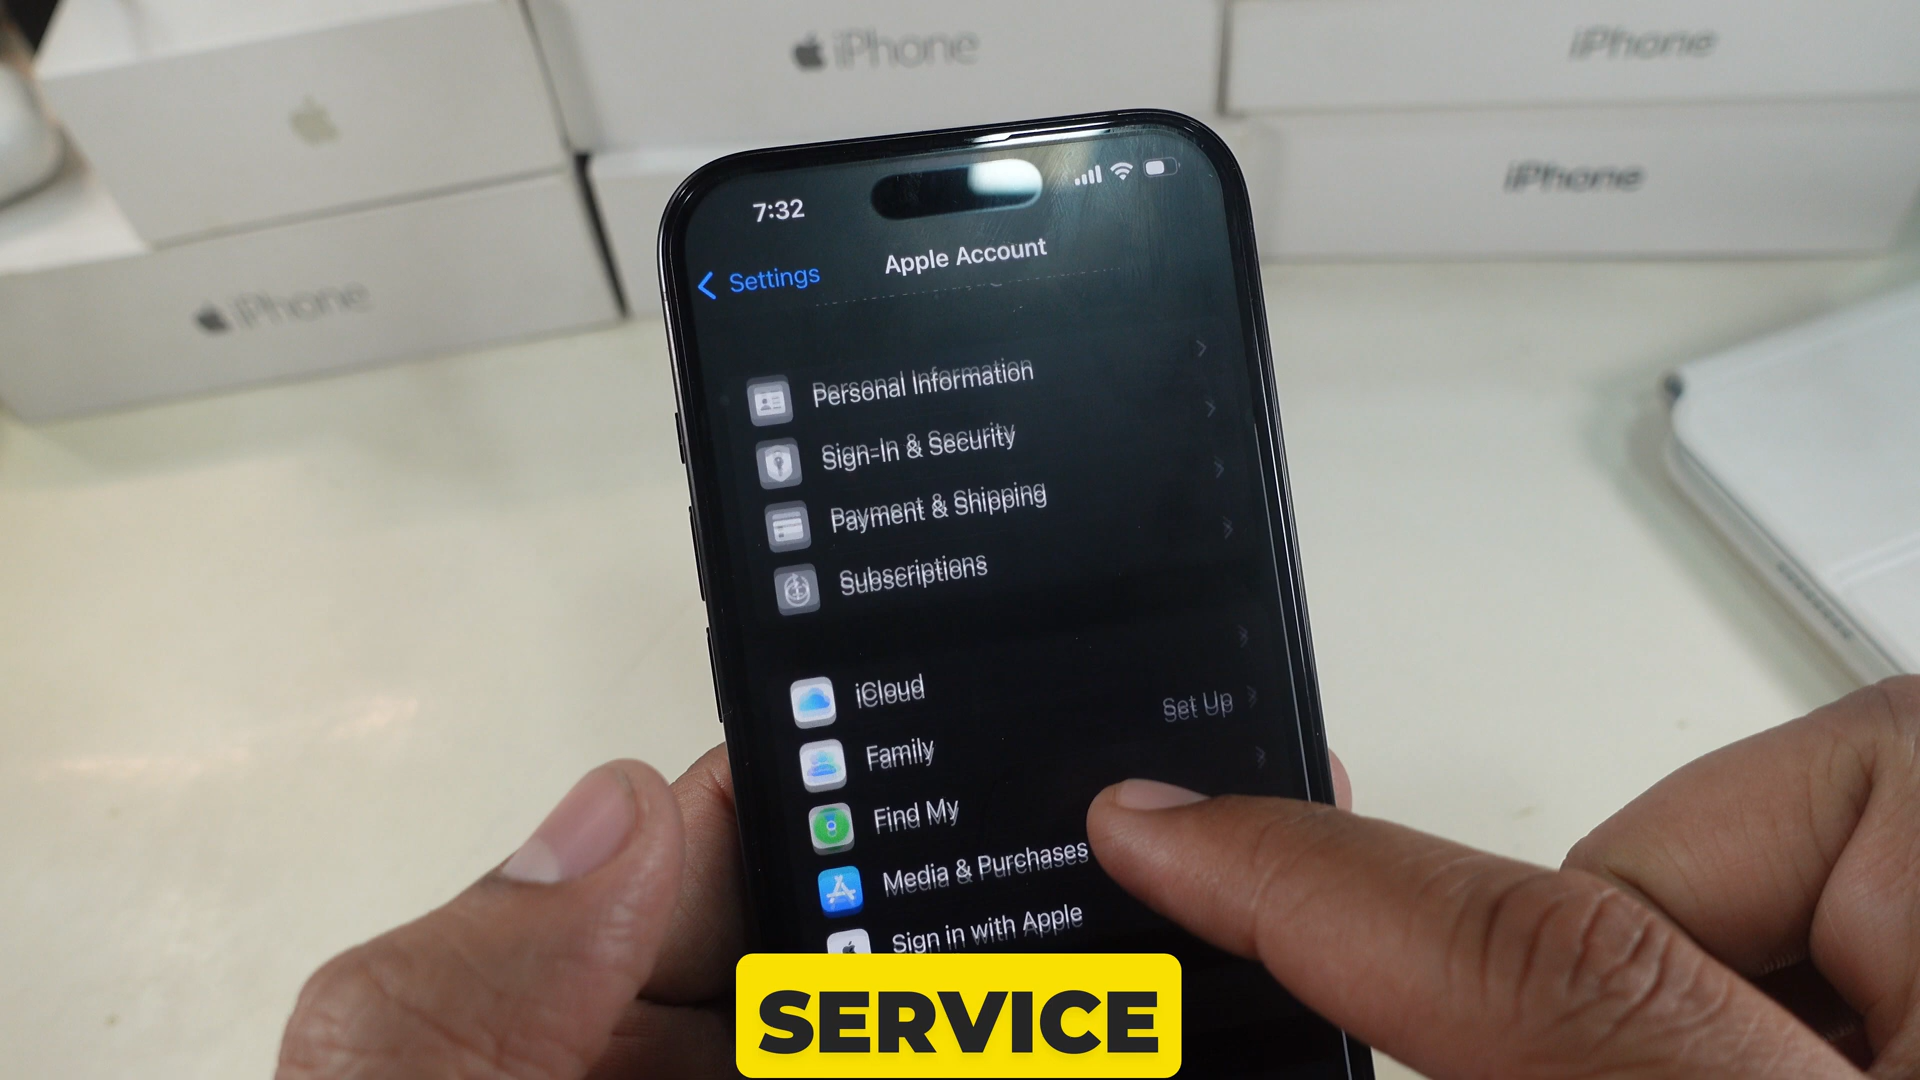 iPhone
iPhone
iPhone
iPhone
7:32
Settings
Apple Account
Personal Information
Sign-In & Security
Payment & Shipping
Subscriptions
iCloud
Family
Set Up
Find My
Media & Purchases
Sign in with Apple
SERVICE